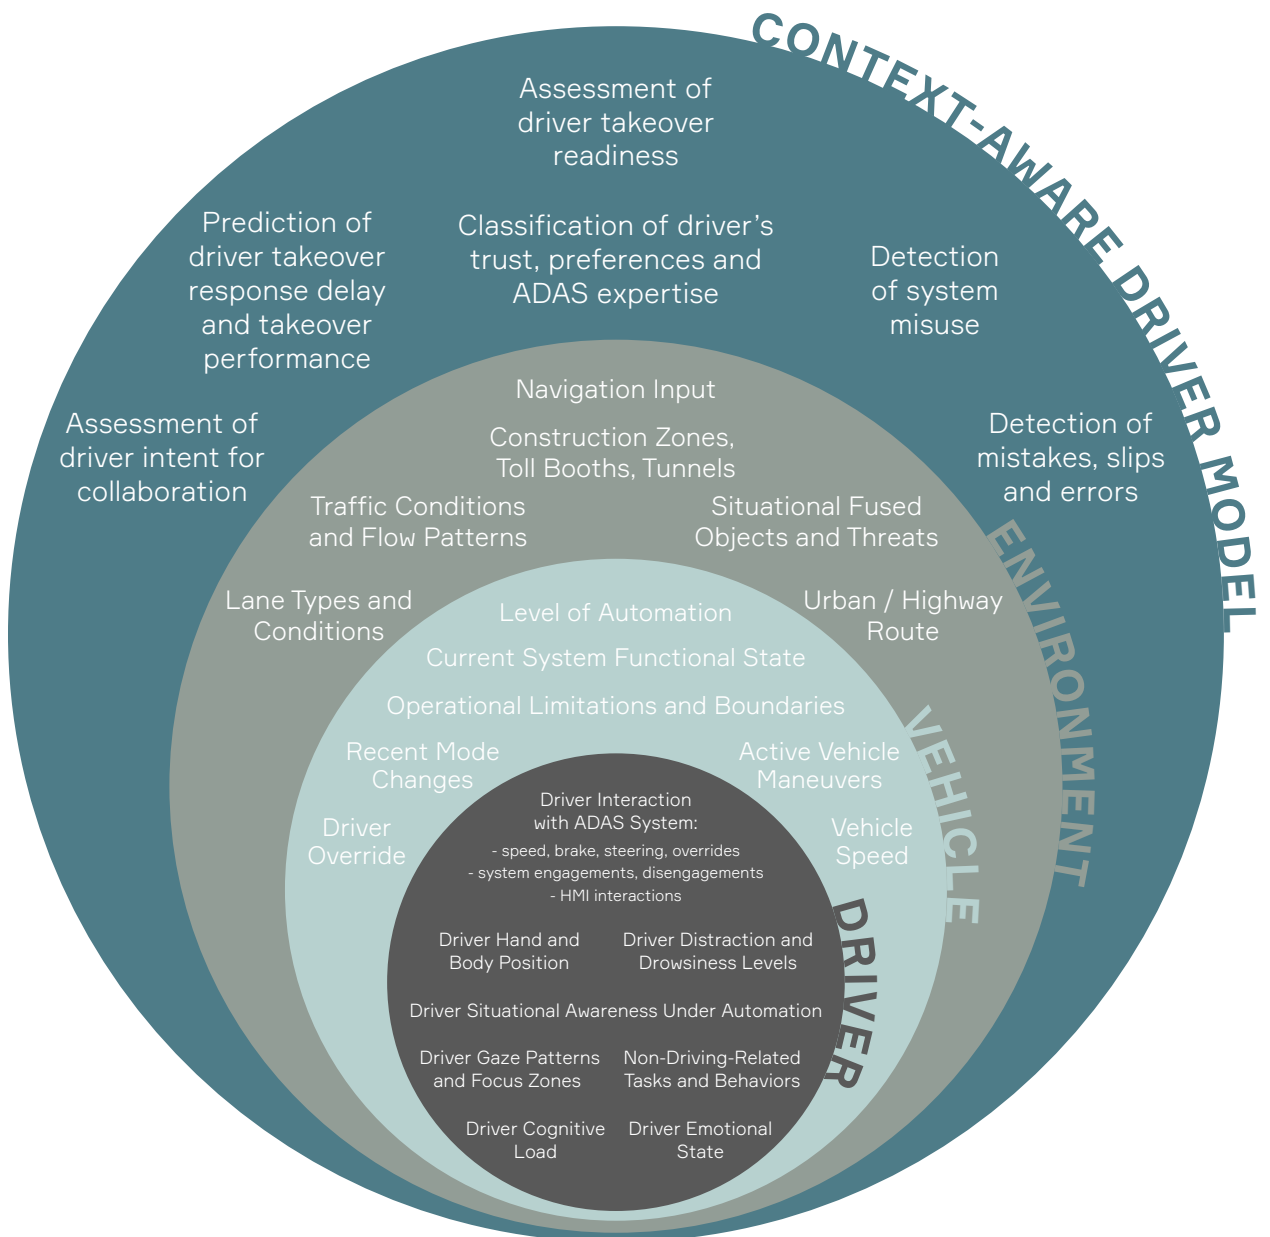 CONTEXT-AWARE DRIVER MODEL
Assessment of
driver takeover
readiness
Prediction of
driver takeover
response delay
and takeover
performance
Classification of driver's
trust, preferences and
ADAS expertise
Detection
of system
misuse
Assessment of
driver intent for
collaboration
Detection of
mistakes, slips
and errors
ENVIRONMENT
Navigation Input
Construction Zones,
Toll Booths, Tunnels
Traffic Conditions
and Flow Patterns
Situational Fused
Objects and Threats
Lane Types and
Conditions
Urban / Highway
Route
VEHICLE
Level of Automation
Current System Functional State
Operational Limitations and Boundaries
Recent Mode
Changes
Active Vehicle
Maneuvers
Driver
Override
Vehicle
Speed
DRIVER
Driver Interaction
with ADAS System:
- speed, brake, steering, overrides
- system engagements, disengagements
- HMI interactions
Driver Hand and
Body Position
Driver Distraction and
Drowsiness Levels
Driver Situational Awareness Under Automation
Driver Gaze Patterns
and Focus Zones
Non-Driving-Related
Tasks and Behaviors
Driver Cognitive
Load
Driver Emotional
State